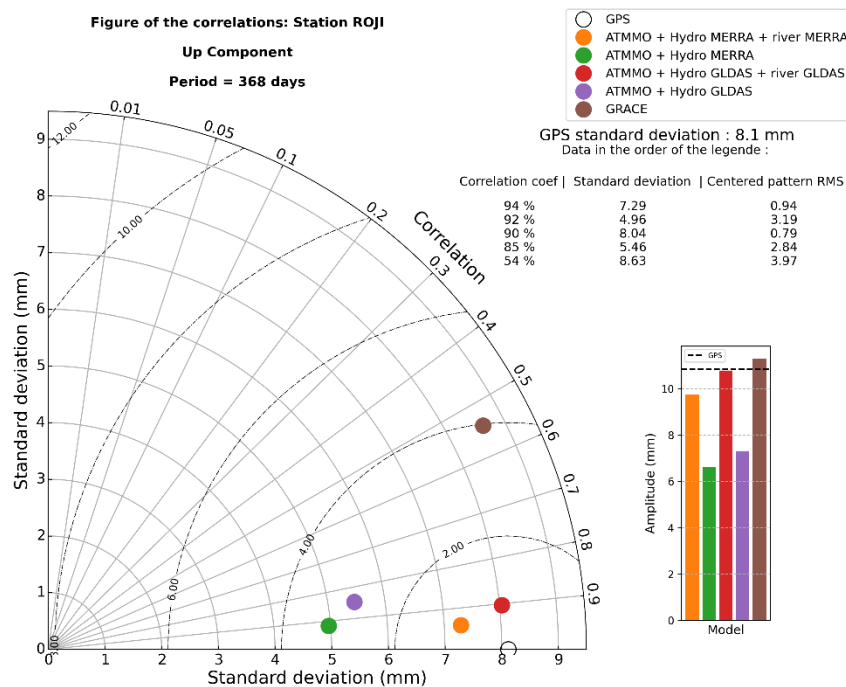 Figure of the correlations: Station ROJI
Up Component
Period = 368 days
GPS
ATMMO + Hydro MERRA + river MERRA
ATMMO + Hydro MERRA
ATMMO + Hydro GLDAS + river GLDAS
ATMMO + Hydro GLDAS
GRACE
GPS standard deviation : 8.1 mm
Data in the order of the legende :
Correlation coef | Standard deviation | Centered pattern RMS
94 % 7.29 0.94
92 % 4.96 3.19
90 % 8.04 0.79
85 % 5.46 2.84
54 % 8.63 3.97
Standard deviation (mm)
9
8
7
6
5
4
3
2
1
0
0.01
0.05
0.1
0.2
0.3
0.4
0.5
0.6
0.7
0.8
0.9
Correlation
12.00
10.00
6.00
4.00
2.00
0 1 2 3 4 5 6 7 8 9
Standard deviation (mm)
GPS
Amplitude (mm)
10
8
6
4
2
0
Model